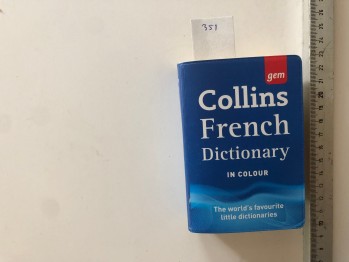 351
gem
Collins
French
Dictionary
IN COLOUR
The world's favourite
little dictionaries